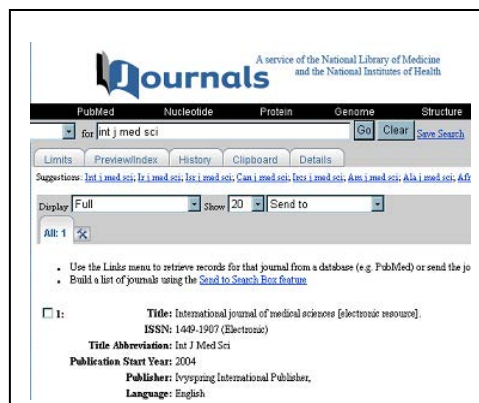 Journals
A service of the National Library of Medicine
and the National Institutes of Health
PubMed Nucleotide Protein Genome Structure
for int j med sci Go Clear Save Search
Limits Preview/Index History Clipboard Details
Suggestions: Int j med sci; Ir j med sci; Isr j med sci; Can j med sci; Ircs j med sci; Am j med sci; Ala j med sci; Afr
Display Full Show 20 Send to
All: 1
Use the Links menu to retrieve records for that journal from a database (e.g. PubMed) or send the jo
Build a list of journals using the Send to Search Box feature
1: Title: International journal of medical sciences [electronic resource].
ISSN: 1449-1907 (Electronic)
Title Abbreviation: Int J Med Sci
Publication Start Year: 2004
Publisher: Ivyspring International Publisher,
Language: English